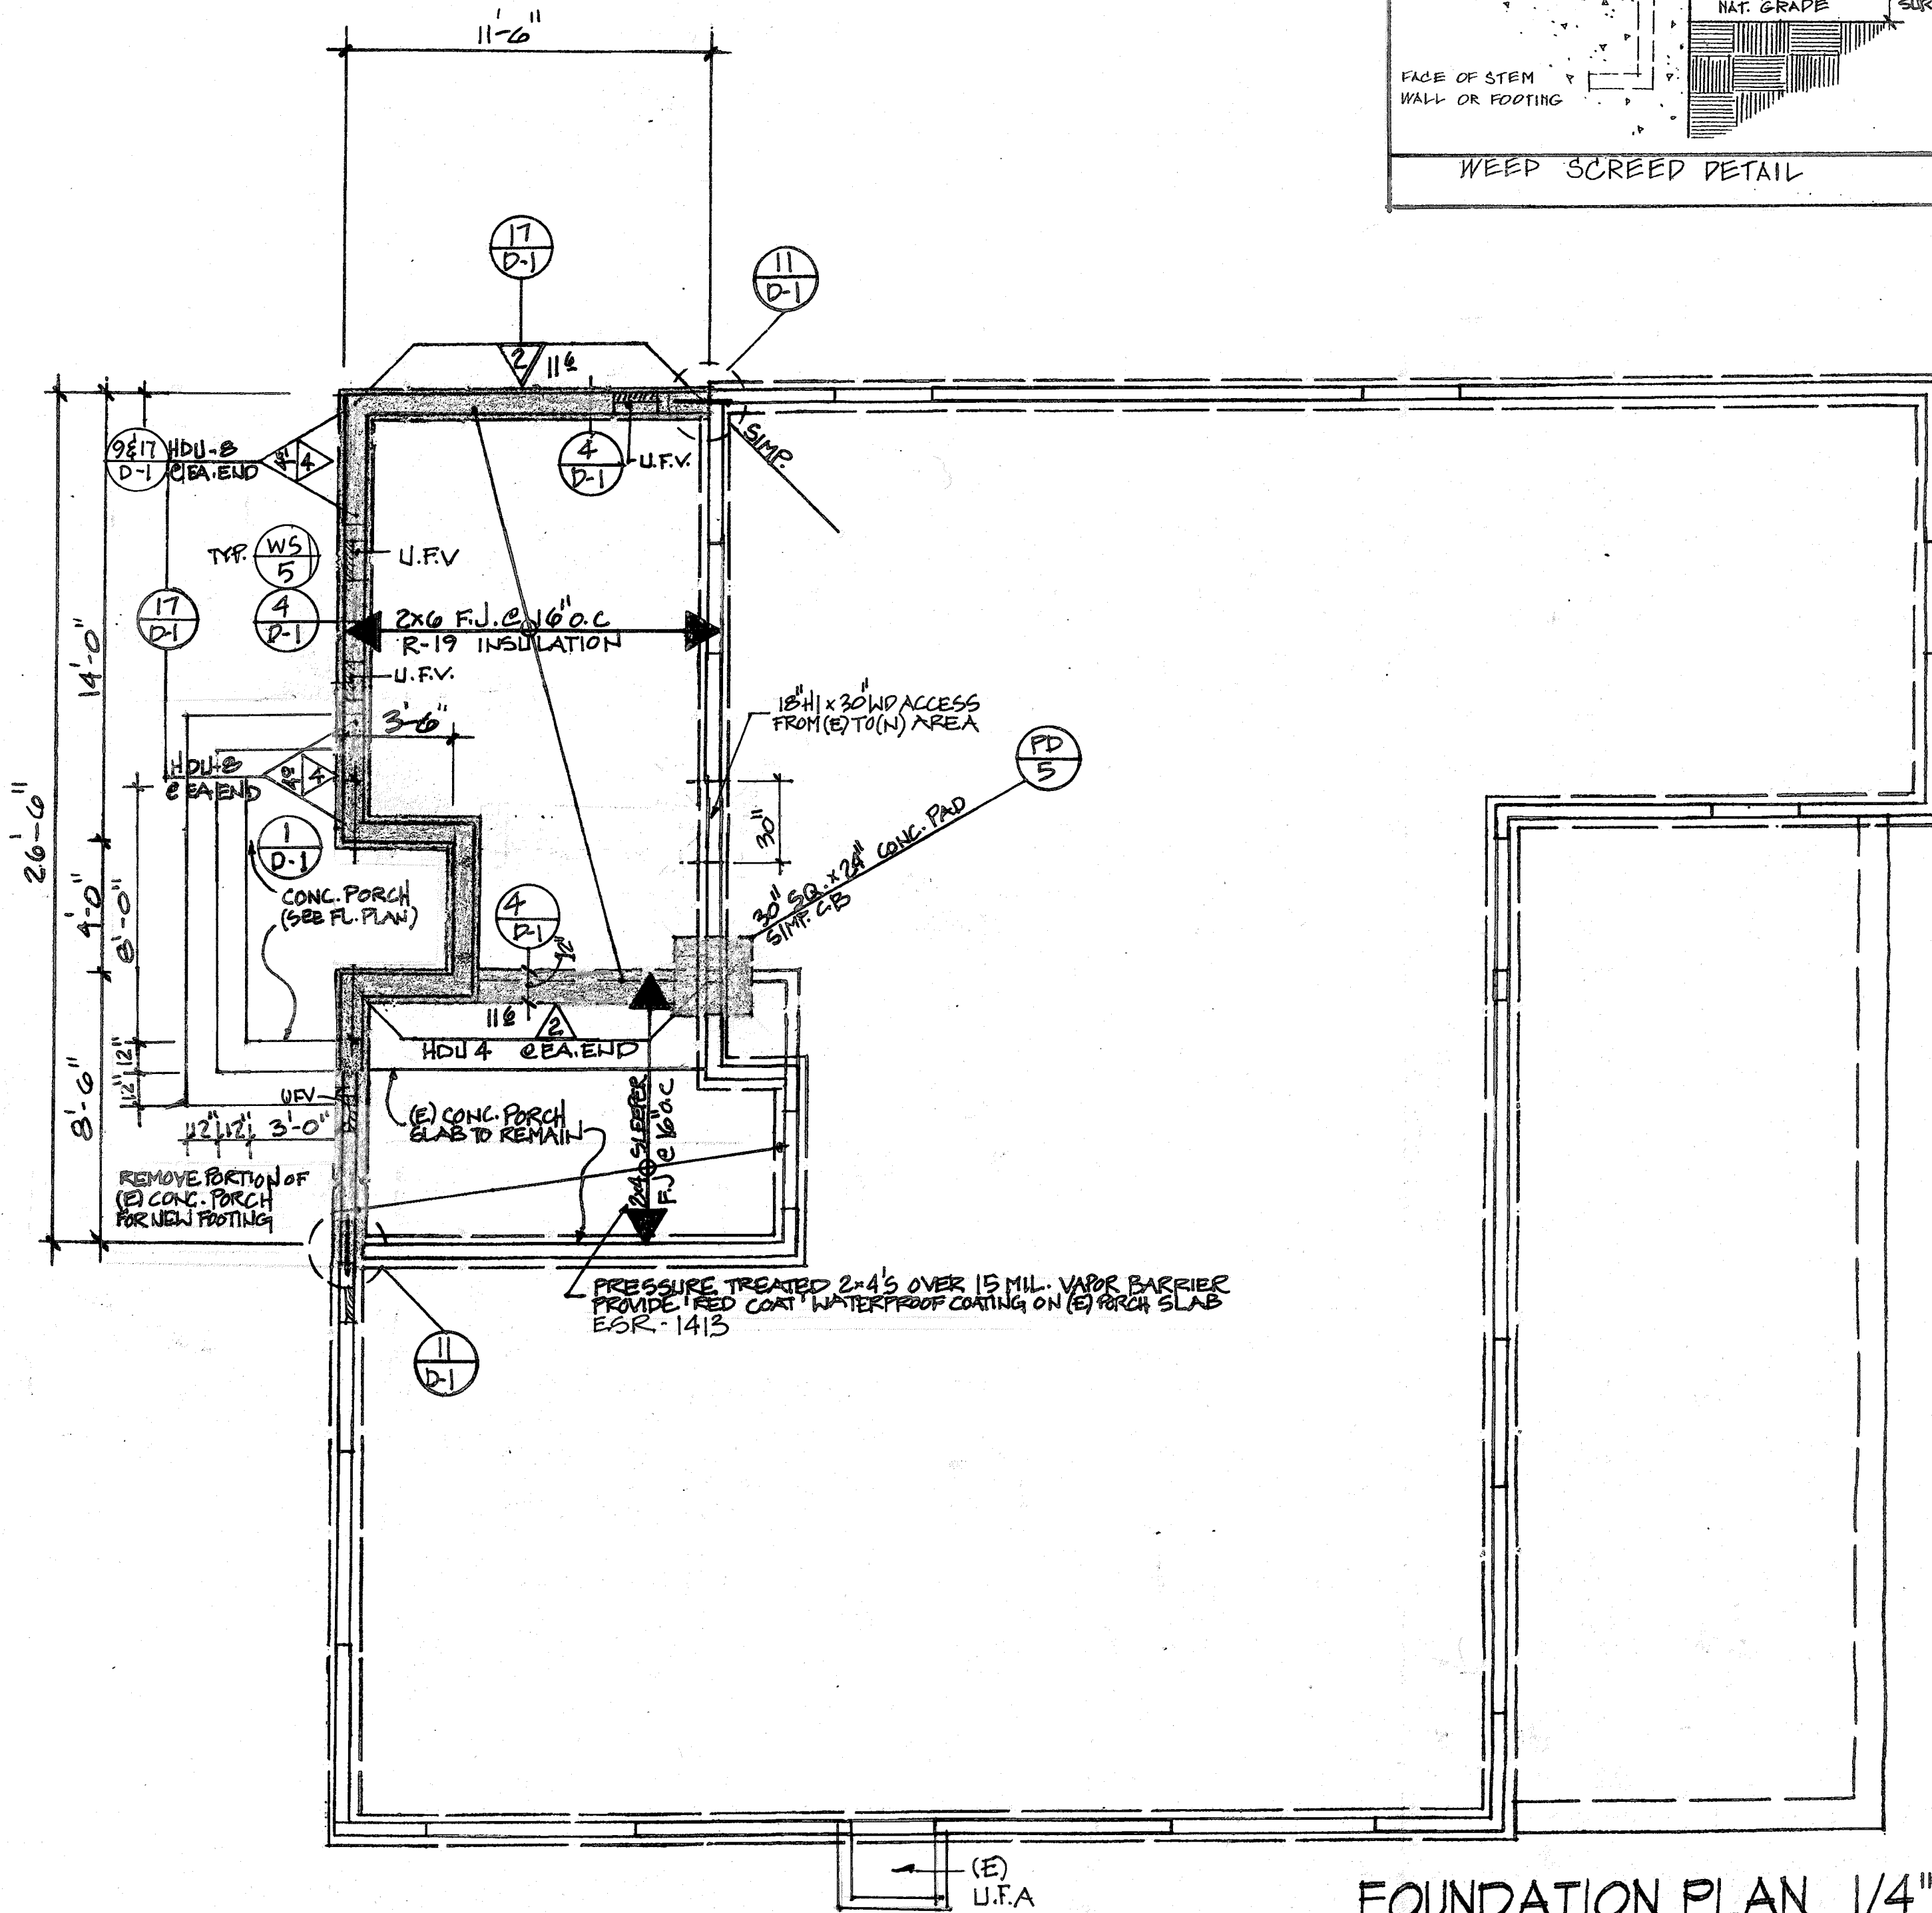 11'-6"
NAT. GRADE
FACE OF STEM
WALL OR FOOTING
WEEP SCREED DETAIL
17
D-1
11
D-1
2
11 6
SIMP.
9&17
D-1
HDU-8
@EA.END
4
4
D-1
U.F.V.
TYP.
WS
5
U.F.V
17
D-1
4
D-1
2x6 F.J. @ 16" O.C
R-19 INSULATION
U.F.V.
14'-0"
3'-6"
18"HI x 30"WD ACCESS
FROM (E) TO (N) AREA
PD
5
HDU-8
@EA.END
4
30"
26'-6"
1
D-1
30" SQ. x 24" CONC. PAD
SIMP. CB
4'-0"
8'-0"
CONC. PORCH
(SEE FL. PLAN)
4
D-1
12"
11 6
2
HDU 4 @EA.END
12"
12"
8'-6"
UFV
(E) CONC. PORCH
SLAB TO REMAIN
2x4 SLEEPER
F.J @ 16" O.C
12" 12" 3'-0"
REMOVE PORTION OF
(E) CONC. PORCH
FOR NEW FOOTING
PRESSURE TREATED 2x4'S OVER 15 MIL. VAPOR BARRIER
PROVIDE 'RED COAT' WATERPROOF COATING ON (E) PORCH SLAB
E.S.R.-1413
11
D-1
(E)
U.F.A
FOUNDATION PLAN 1/4"